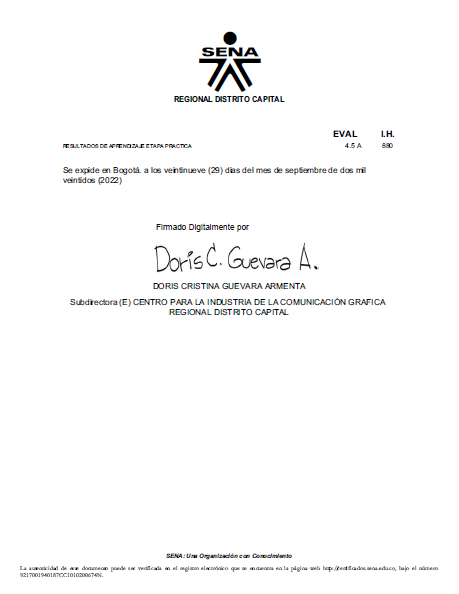 SENA
REGIONAL DISTRITO CAPITAL
EVAL I.H.
RESULTADOS DE APRENDIZAJE ETAPA PRACTICA 4.5 A 880
Se expide en Bogotá. a los veintinueve (29) días del mes de septiembre de dos mil
veintidos (2022)
Firmado Digitalmente por
Doris C. Guevara A.
DORIS CRISTINA GUEVARA ARMENTA
Subdirectora (E) CENTRO PARA LA INDUSTRIA DE LA COMUNICACIÓN GRAFICA
REGIONAL DISTRITO CAPITAL
SENA: Una Organización con Conocimiento
La autenticidad de este documento puede ser verificada en el registro electrónico que se encuentra en la página web http://certificados.sena.edu.co, bajo el número
9217001940187CC1010200674N.